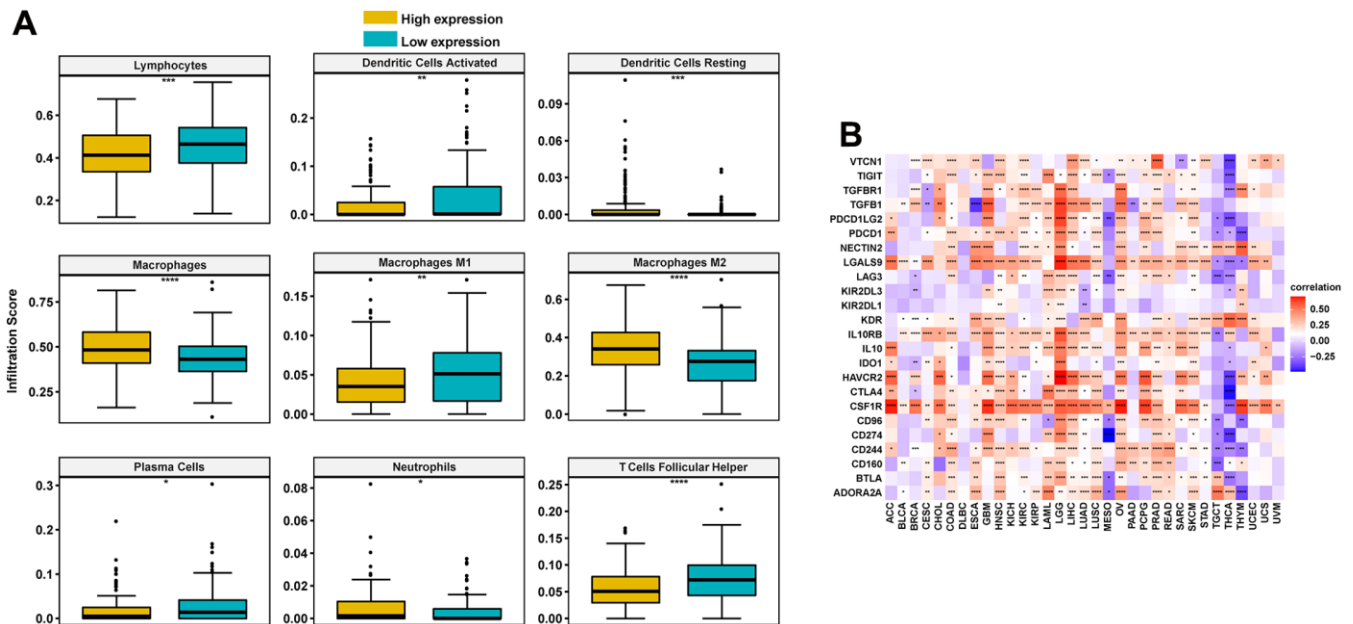 A
High expression
Low expression
Lymphocytes
***
0.6
0.4
0.2
Dendritic Cells Activated
**
0.2
0.1
0.0
Dendritic Cells Resting
***
0.09
0.06
0.03
0.00
Infiltration Score
Macrophages
****
0.75
0.50
0.25
Macrophages M1
**
0.15
0.10
0.05
0.00
Macrophages M2
****
0.6
0.4
0.2
0.0
Plasma Cells
*
0.3
0.2
0.1
0.0
Neutrophils
*
0.08
0.06
0.04
0.02
0.00
T Cells Follicular Helper
****
0.25
0.20
0.15
0.10
0.05
0.00
B
VTCN1
TIGIT
TGFBR1
TGFB1
PDCD1LG2
PDCD1
NECTIN2
LGALS9
LAG3
KIR2DL3
KIR2DL1
KDR
IL10RB
IL10
IDO1
HAVCR2
CTLA4
CSF1R
CD96
CD274
CD244
CD160
BTLA
ADORA2A
ACC
BLCA
BRCA
CESC
CHOL
COAD
DLBC
ESCA
GBM
HNSC
KICH
KIRC
KIRP
LAML
LGG
LIHC
LUAD
LUSC
MESO
OV
PAAD
PCPG
PRAD
READ
SARC
SKCM
STAD
TGCT
THCA
THYM
UCEC
UCS
UVM
correlation
0.50
0.25
0.00
−0.25